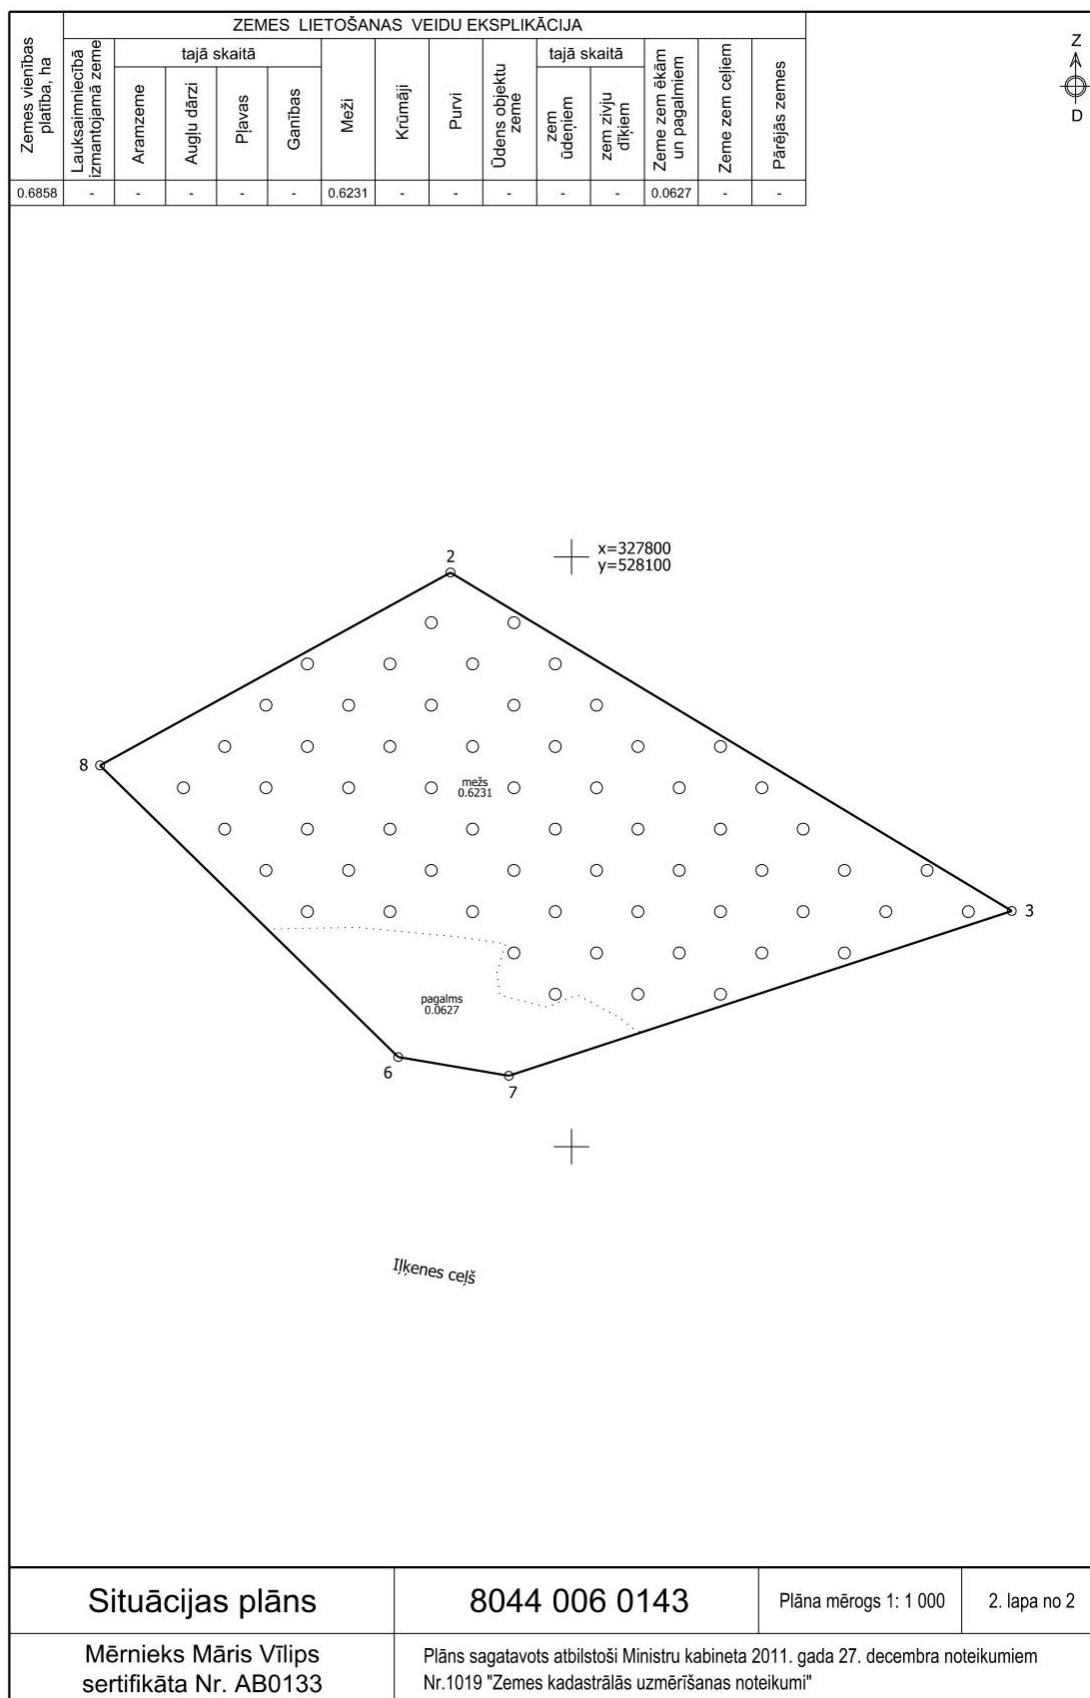 ZEMES LIETOŠANAS VEIDU EKSPLIKĀCIJA
Zemes vienības
platība, ha
Lauksaimniecībā
izmantojamā zeme
tajā skaitā
Aramzeme
Augļu dārzi
Pļavas
Ganības
Meži
Krūmāji
Purvi
Ūdens objektu
zeme
tajā skaitā
zem
ūdeņiem
zem zivju
dīķiem
Zeme zem ēkām
un pagalmiem
Zeme zem ceļiem
Pārējās zemes
0.6858 - - - - - 0.6231 - - - - - 0.0627 - -
Z
D
x=327800
y=528100
2
8
mežs
0.6231
3
pagalms
0.0627
6
7
Iļķenes ceļš
Situācijas plāns
8044 006 0143
Plāna mērogs 1: 1 000
2. lapa no 2
Mērnieks Māris Vīlips
sertifikāta Nr. AB0133
Plāns sagatavots atbilstoši Ministru kabineta 2011. gada 27. decembra noteikumiem
Nr.1019 "Zemes kadastrālās uzmērīšanas noteikumi"